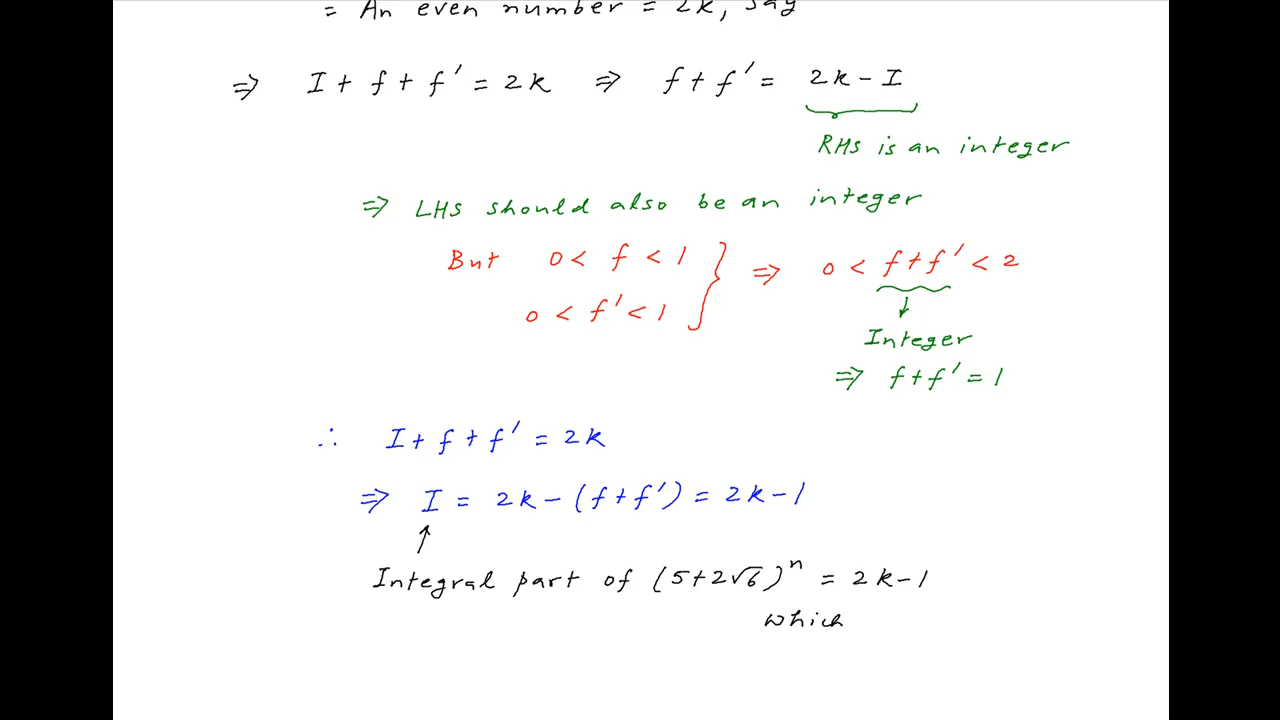 = An even number = 2k, say
⇒ I + f + f′ = 2k ⇒ f + f′ = 2k − I
RHS is an integer
⇒ LHS should also be an integer
But 0 < f < 1 } ⇒ 0 < f + f′ < 2
0 < f′ < 1
Integer
⇒ f + f′ = 1
∴ I + f + f′ = 2k
⇒ I = 2k − (f + f′) = 2k − 1
Integral part of (5 + 2√6)ⁿ = 2k − 1
which